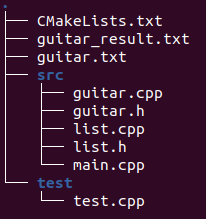 .
├── CMakeLists.txt
├── guitar_result.txt
├── guitar.txt
├── src
│   ├── guitar.cpp
│   ├── guitar.h
│   ├── list.cpp
│   ├── list.h
│   └── main.cpp
└── test
    └── test.cpp